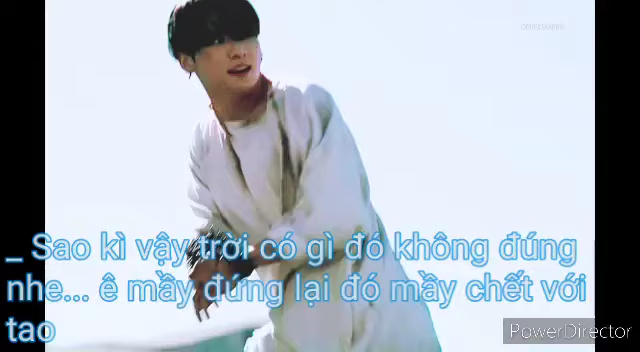 _ Sao kì vậy trời có gì đó không đúng
nhe... ê mầy đứng lại đó mầy chết với
tao
PowerDirector